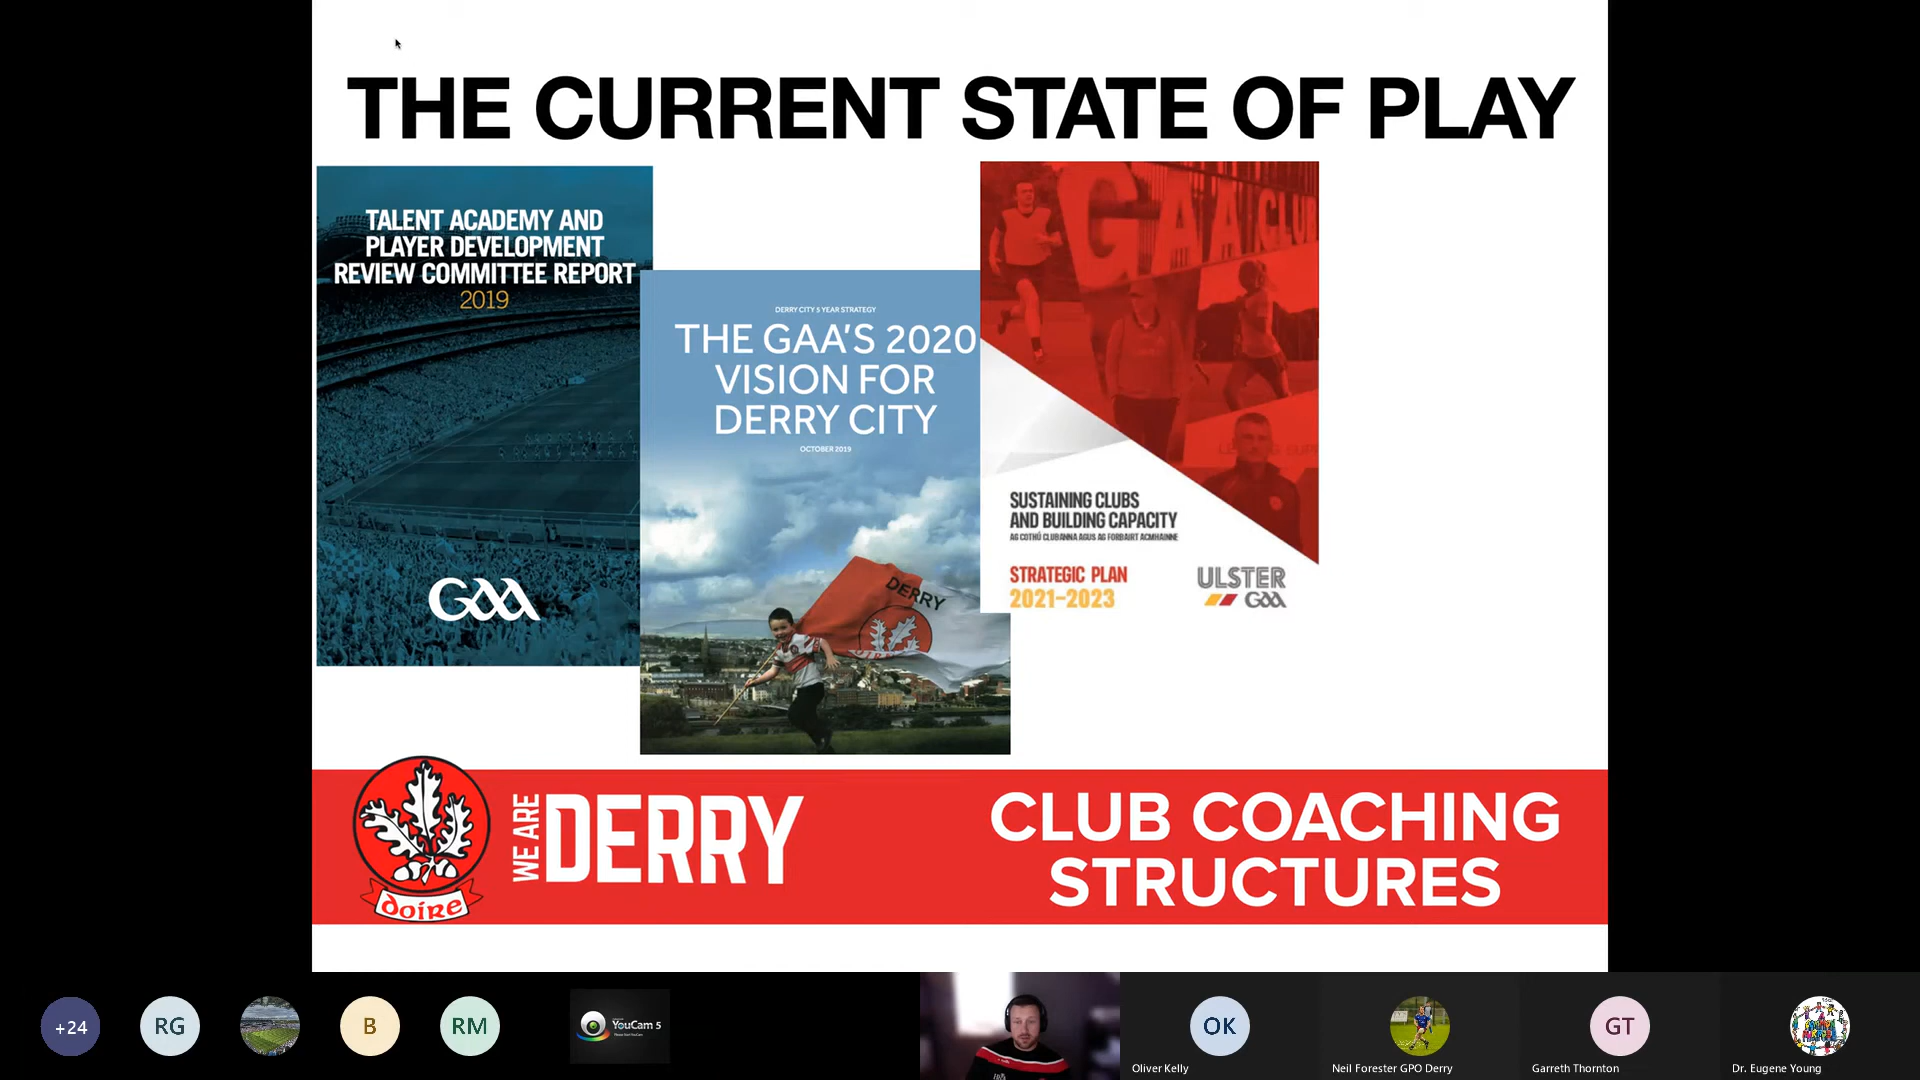 THE CURRENT STATE OF PLAY
TALENT ACADEMY AND
PLAYER DEVELOPMENT
REVIEW COMMITTEE REPORT
2019
GAA
DERRY CITY 5 YEAR STRATEGY
THE GAA'S 2020
VISION FOR
DERRY CITY
OCTOBER 2019
DERRY
GAA CLUB
SUSTAINING CLUBS
AND BUILDING CAPACITY
AG COTHÚ CLUBANNA AGUS AG FORBAIRT ACMHAINNE
STRATEGIC PLAN
2021-2023
ULSTER
GAA
doire
WE ARE
DERRY
CLUB COACHING
STRUCTURES
+24
RG
B
RM
YouCam 5
OK
GT
Oliver Kelly
Neil Forester GPO Derry
Garreth Thornton
Dr. Eugene Young